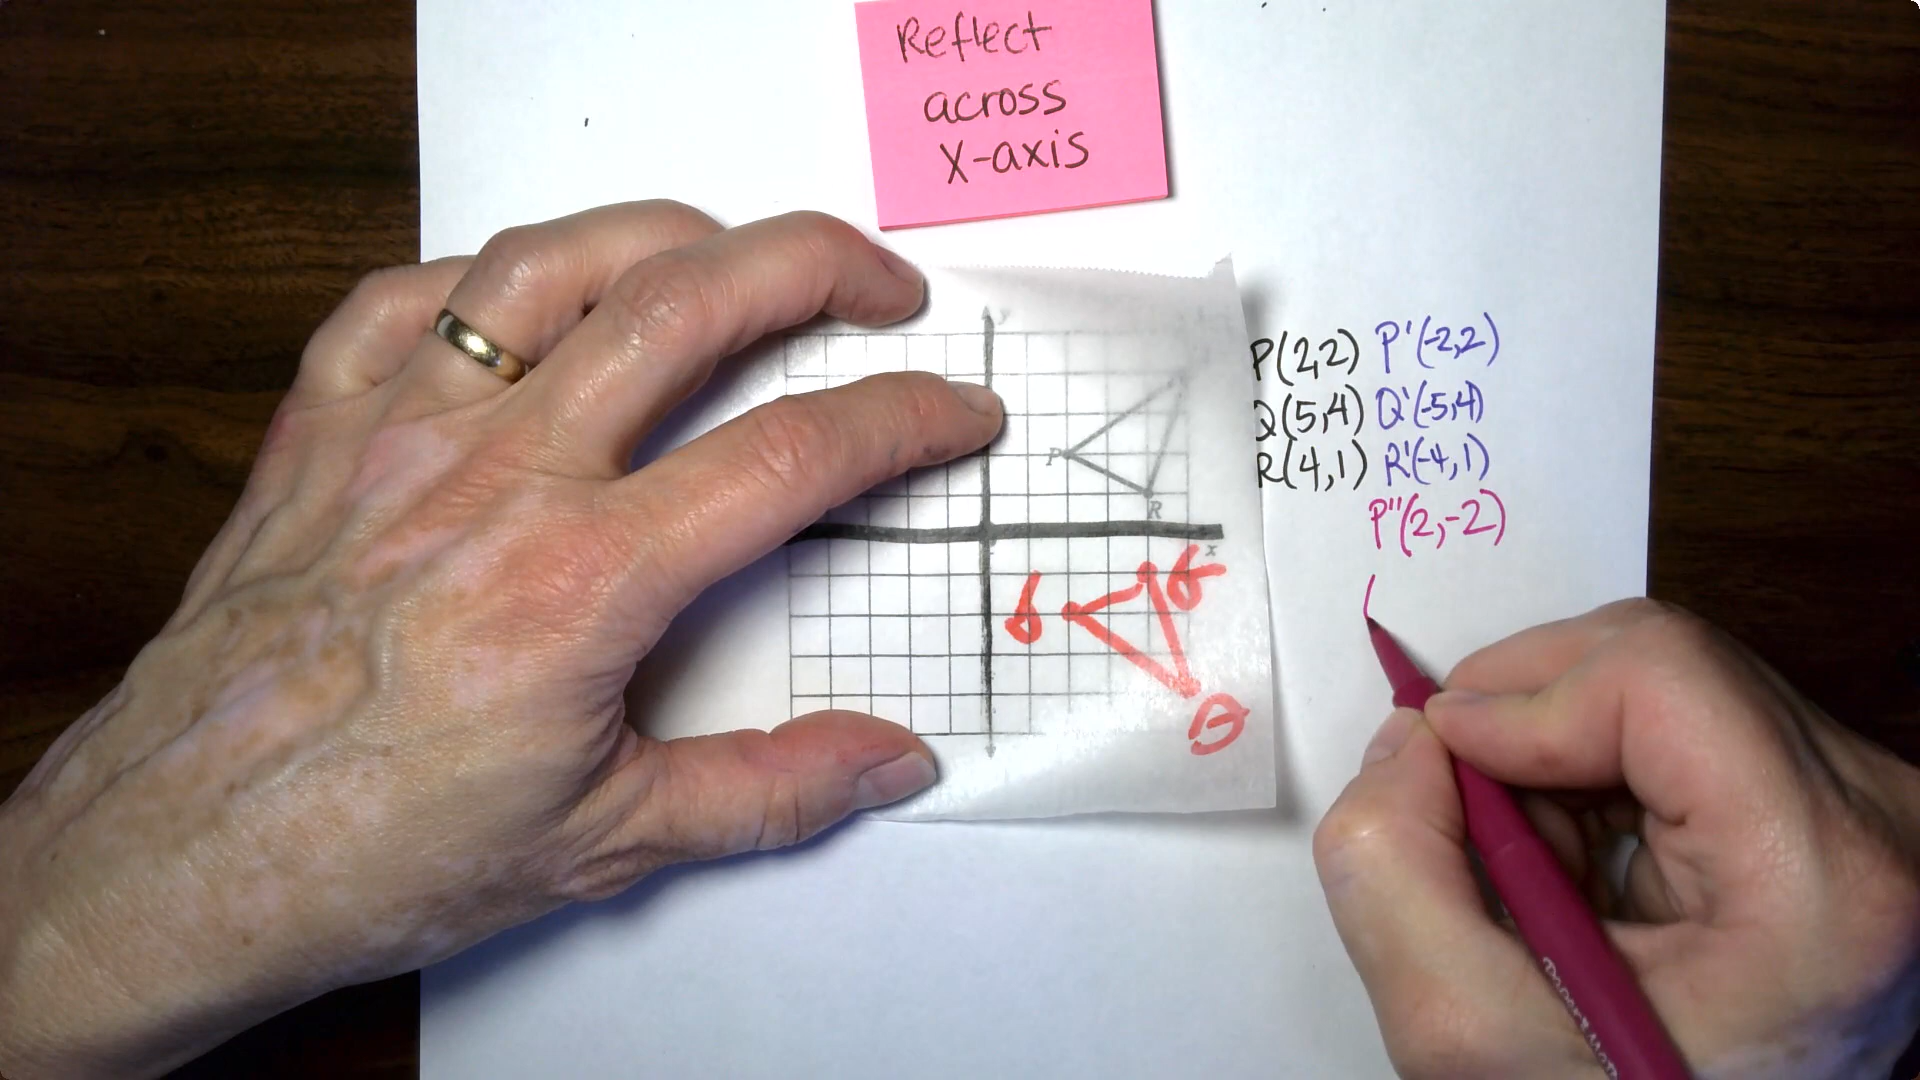 Reflect
across
X-axis
y
P(2,2) P'(-2,2)
Q(5,4) Q'(-5,4)
P
R(4,1) R'(-4,1)
R
P"(2,-2)
x